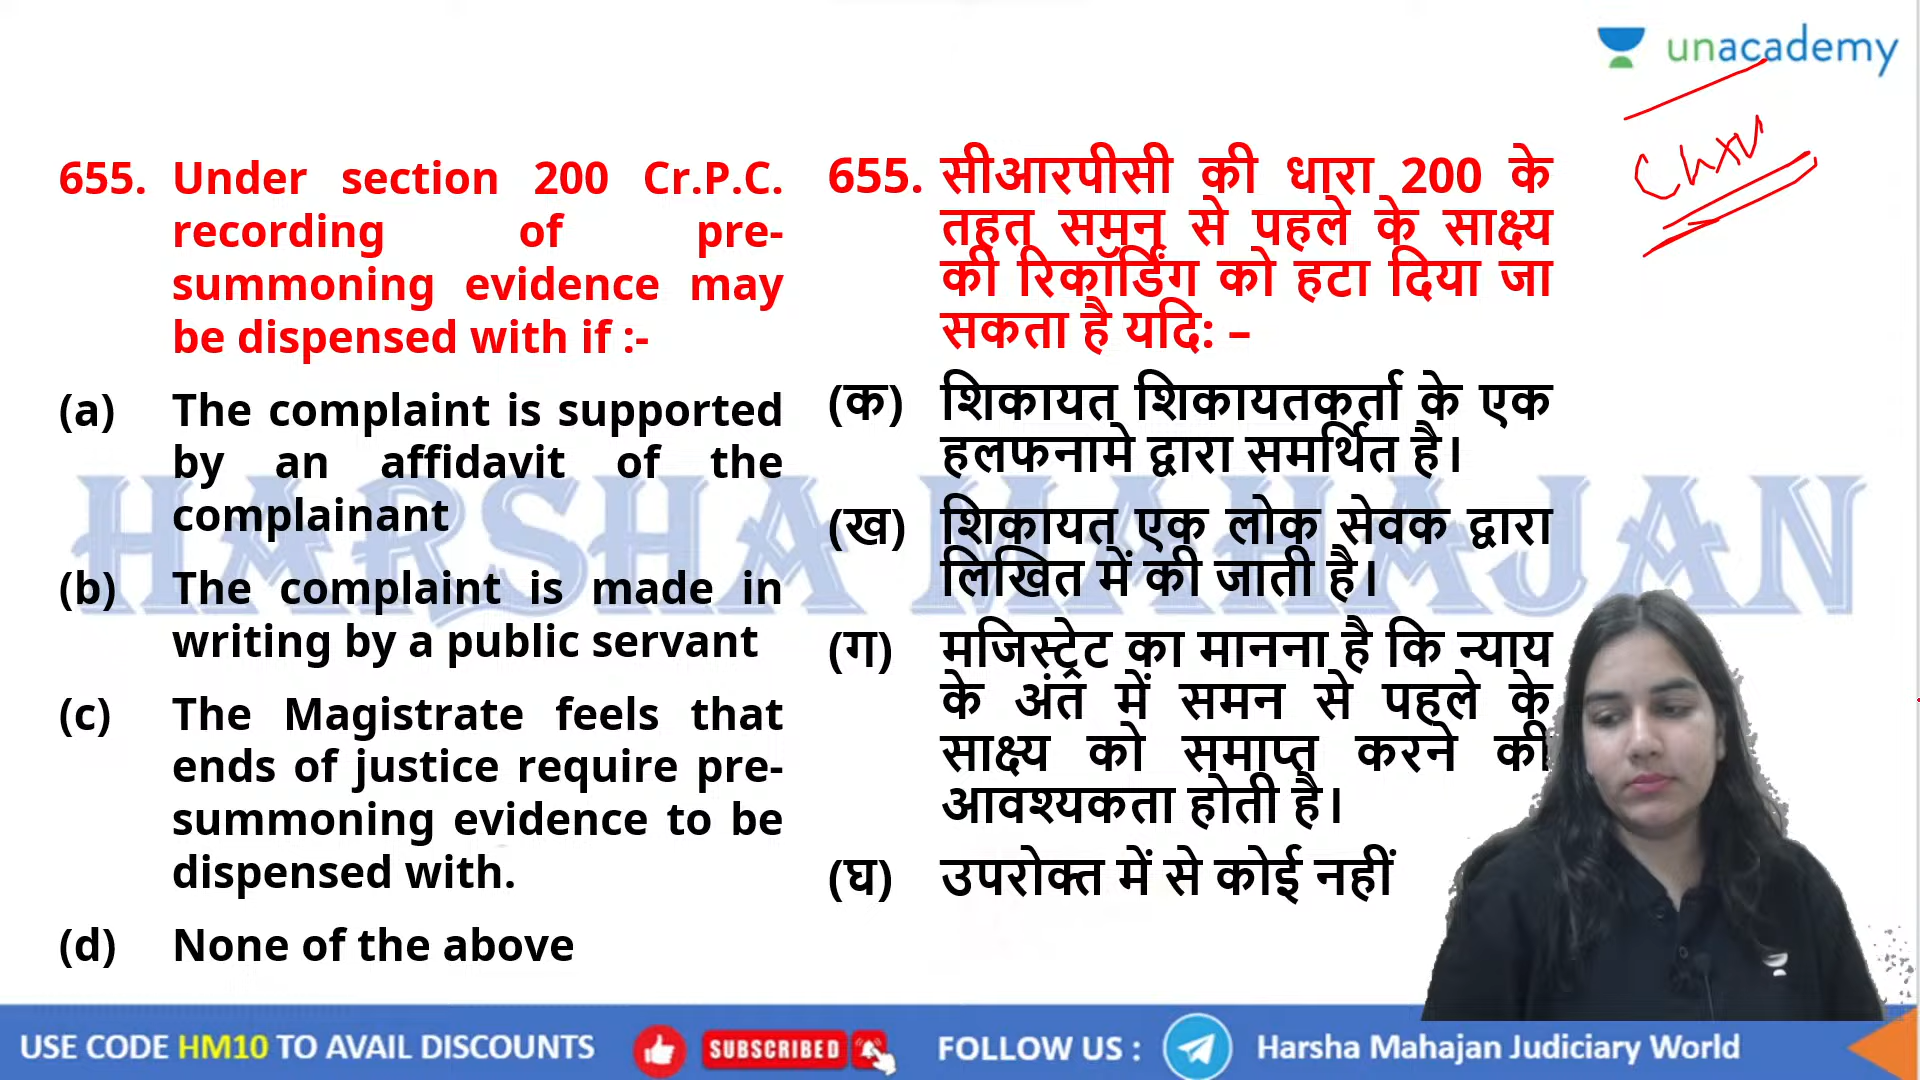 unacademy
655. Under section 200 Cr.P.C.
recording of pre-
summoning evidence may
be dispensed with if :-
(a) The complaint is supported
by an affidavit of the
complainant
(b) The complaint is made in
writing by a public servant
(c) The Magistrate feels that
ends of justice require pre-
summoning evidence to be
dispensed with.
(d) None of the above
655. सीआरपीसी की धारा 200 के
तहत समन् से पहले के साक्ष्य
की रिकॉर्डिंग को हटा दिया जा
सकता है यदि: –
(क) शिकायत शिकायतकर्ता के एक
हलफनामे द्वारा समर्थित है।
(ख) शिकायत एक लोक सेवक द्वारा
लिखित में की जाती है।
(ग) मजिस्ट्रेट का मानना है कि न्याय
के अंत में समन से पहले के
साक्ष्य को समाप्त करने की
आवश्यकता होती है।
(घ) उपरोक्त में से कोई नहीं
HARSHA MAHAJAN
USE CODE HM10 TO AVAIL DISCOUNTS
SUBSCRIBED
FOLLOW US :
Harsha Mahajan Judiciary World